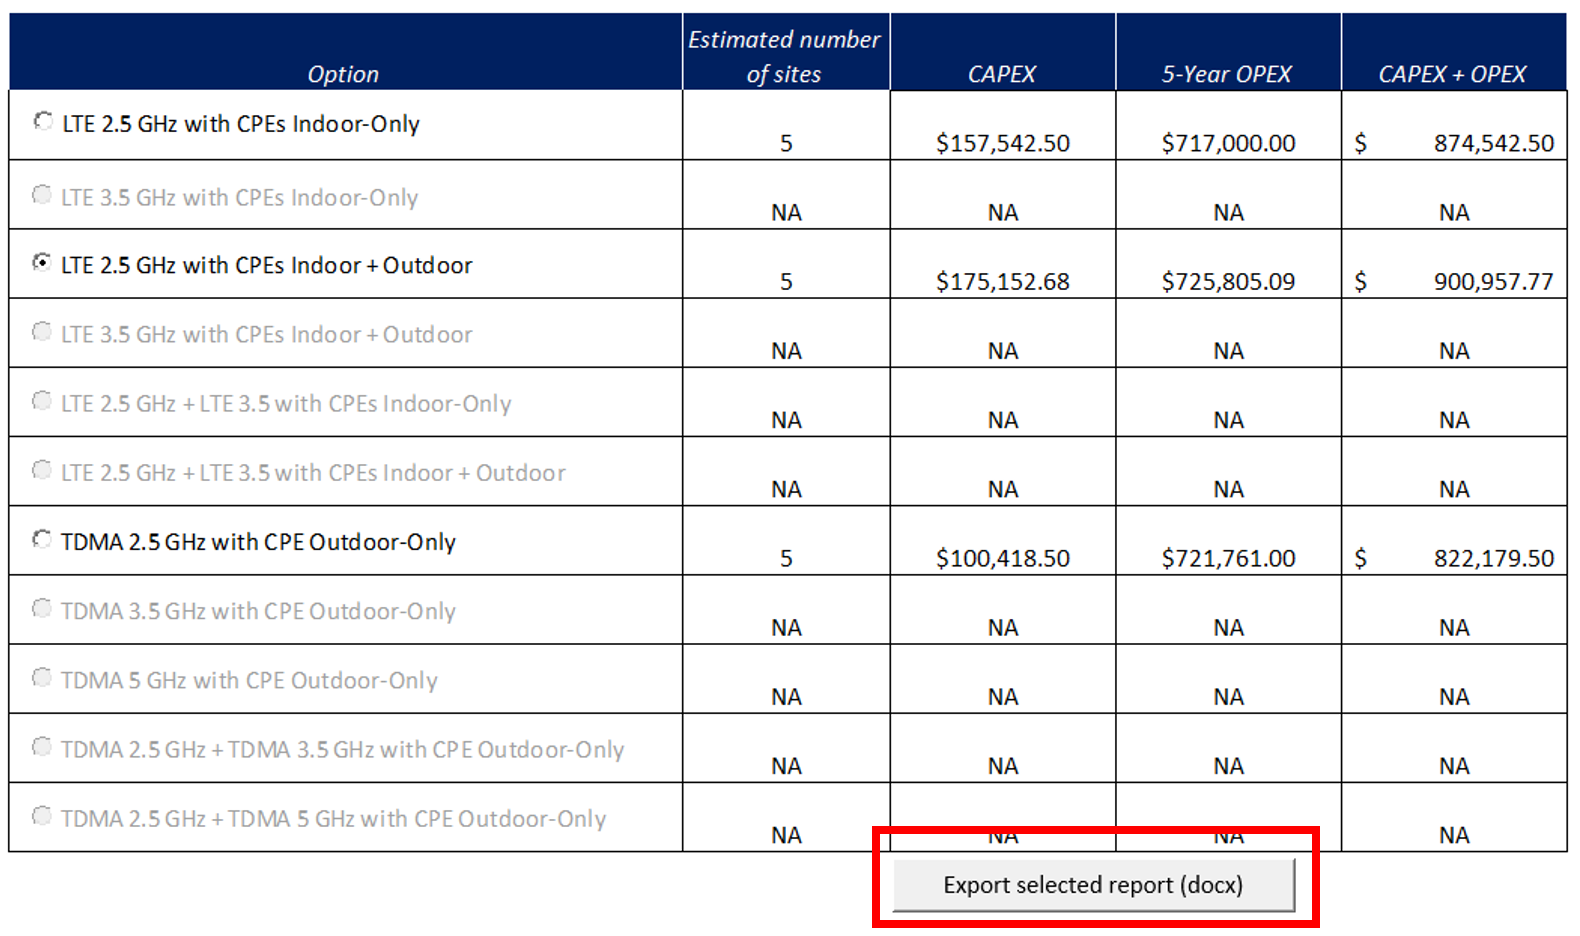 Option Estimated number of sites CAPEX 5-Year OPEX CAPEX + OPEX
LTE 2.5 GHz with CPEs Indoor-Only 5 $157,542.50 $717,000.00 $ 874,542.50
LTE 3.5 GHz with CPEs Indoor-Only NA NA NA NA
LTE 2.5 GHz with CPEs Indoor + Outdoor 5 $175,152.68 $725,805.09 $ 900,957.77
LTE 3.5 GHz with CPEs Indoor + Outdoor NA NA NA NA
LTE 2.5 GHz + LTE 3.5 with CPEs Indoor-Only NA NA NA NA
LTE 2.5 GHz + LTE 3.5 with CPEs Indoor + Outdoor NA NA NA NA
TDMA 2.5 GHz with CPE Outdoor-Only 5 $100,418.50 $721,761.00 $ 822,179.50
TDMA 3.5 GHz with CPE Outdoor-Only NA NA NA NA
TDMA 5 GHz with CPE Outdoor-Only NA NA NA NA
TDMA 2.5 GHz + TDMA 3.5 GHz with CPE Outdoor-Only NA NA NA NA
TDMA 2.5 GHz + TDMA 5 GHz with CPE Outdoor-Only NA NA NA NA
Export selected report (docx)